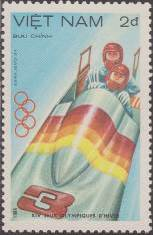 VIỆT NAM
BƯU CHÍNH 2đ
3
XIV JEUX OLYMPIQUES D'HIVER